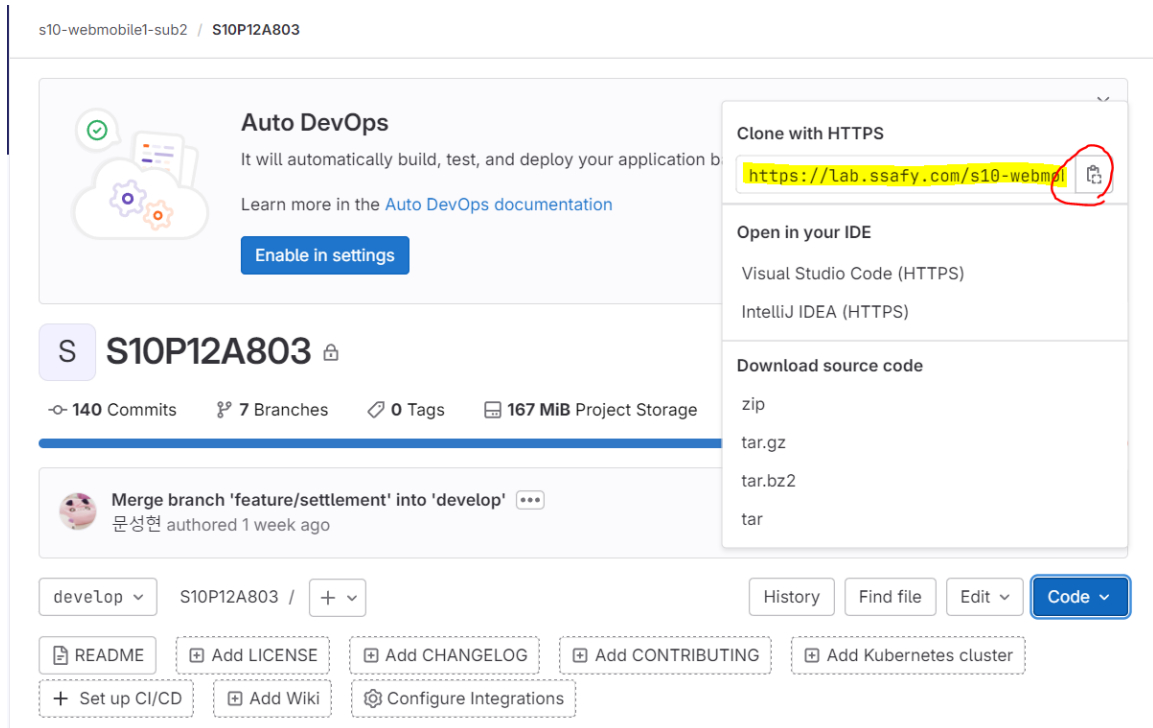 s10-webmobile1-sub2 / S10P12A803
Auto DevOps
It will automatically build, test, and deploy your application b
Learn more in the Auto DevOps documentation
Enable in settings
Clone with HTTPS
https://lab.ssafy.com/s10-webmo
Open in your IDE
Visual Studio Code (HTTPS)
IntelliJ IDEA (HTTPS)
Download source code
zip
tar.gz
tar.bz2
tar
S S10P12A803
140 Commits 7 Branches 0 Tags 167 MiB Project Storage
Merge branch 'feature/settlement' into 'develop'
문성현 authored 1 week ago
develop S10P12A803 / + History Find file Edit Code
README Add LICENSE Add CHANGELOG Add CONTRIBUTING Add Kubernetes cluster
+ Set up CI/CD Add Wiki Configure Integrations